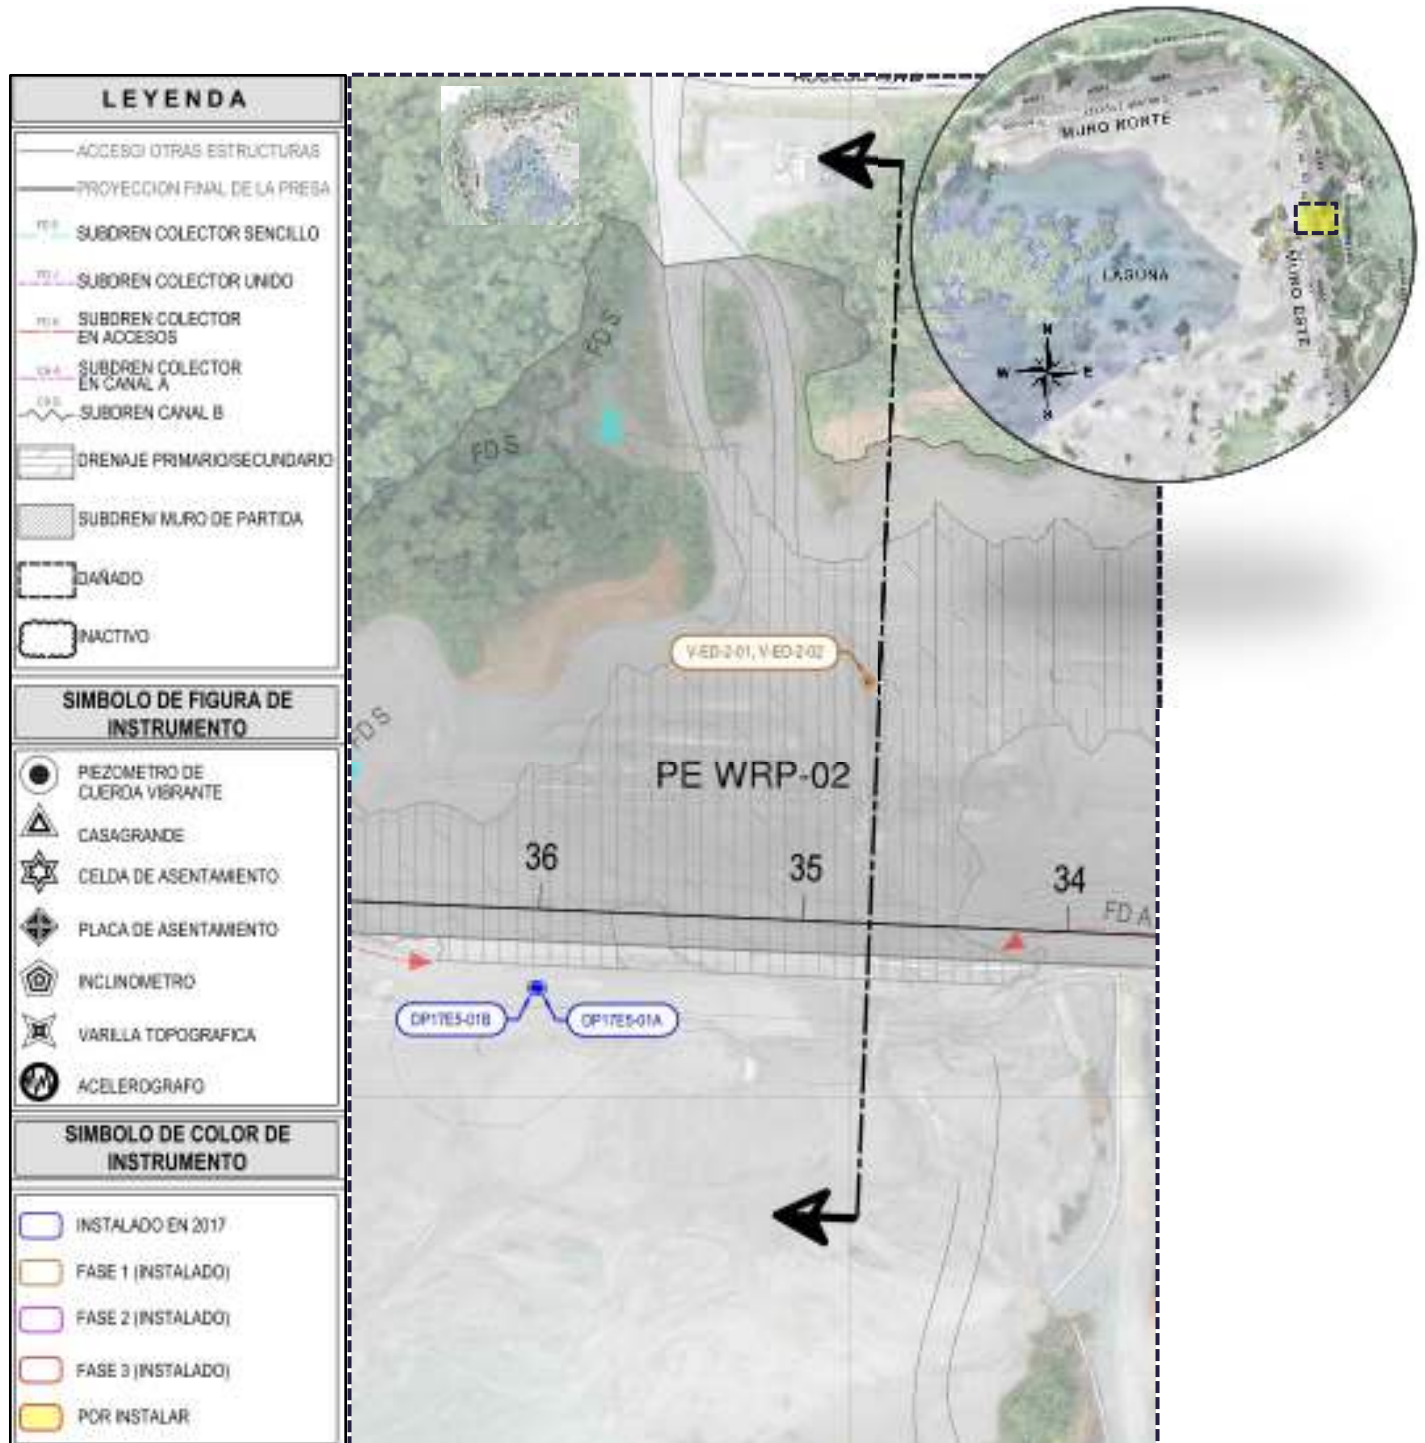 LEYENDA
ACCESO/ OTRAS ESTRUCTURAS
PROYECCION FINAL DE LA PRESA
SUBDREN COLECTOR SENCILLO
SUBDREN COLECTOR UNIDO
SUBDREN COLECTOR
EN ACCESOS
SUBDREN COLECTOR
EN CANAL A
SUBDREN CANAL B
DRENAJE PRIMARIO/SECUNDARIO
SUBDREN/ MURO DE PARTIDA
DAÑADO
INACTIVO
SIMBOLO DE FIGURA DE
INSTRUMENTO
PIEZOMETRO DE
CUERDA VIBRANTE
CASAGRANDE
CELDA DE ASENTAMIENTO
PLACA DE ASENTAMIENTO
INCLINOMETRO
VARILLA TOPOGRAFICA
ACELEROGRAFO
SIMBOLO DE COLOR DE
INSTRUMENTO
INSTALADO EN 2017
FASE 1 (INSTALADO)
FASE 2 (INSTALADO)
FASE 3 (INSTALADO)
POR INSTALAR
MURO NORTE
LAGUNA
MURO ESTE
N
W E
S
FD S
FD S
V-ED-2-01, V-ED-2-02
FD S
PE WRP-02
36
35
34
FD A
DP17E5-01B
DP17E5-01A